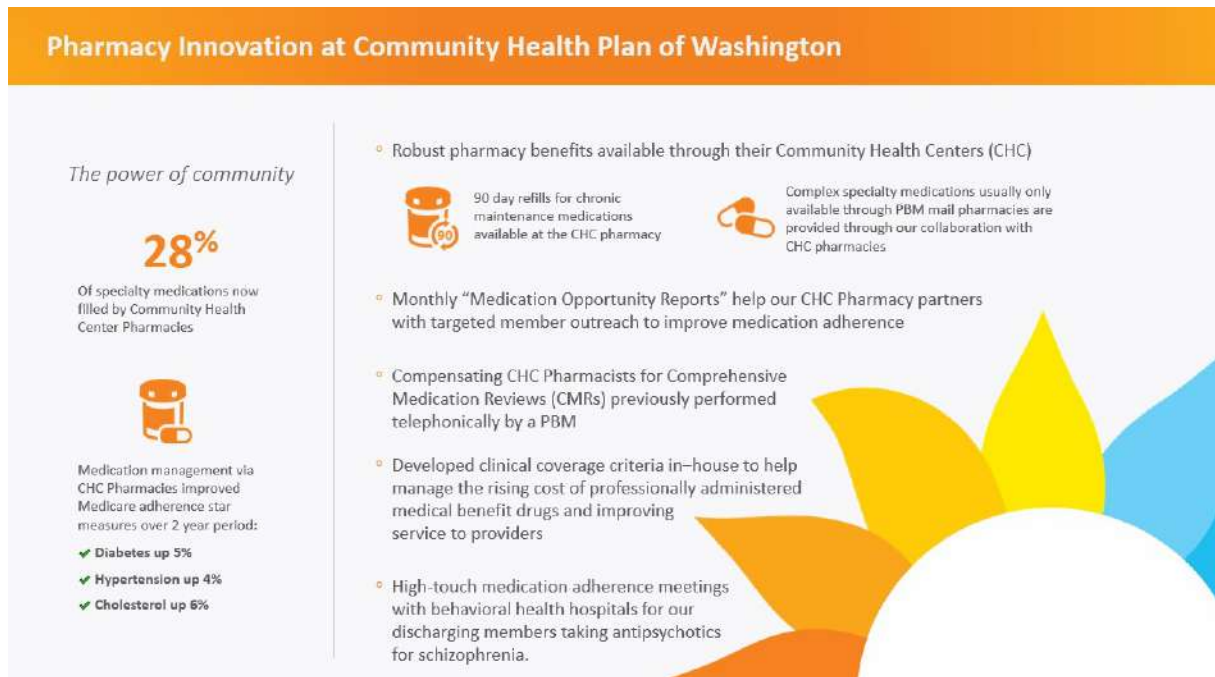 Pharmacy Innovation at Community Health Plan of Washington
The power of community
28%
Of specialty medications now
filled by Community Health
Center Pharmacies
Medication management via
CHC Pharmacies improved
Medicare adherence star
measures over 2 year period:
✔ Diabetes up 5%
✔ Hypertension up 4%
✔ Cholesterol up 6%
° Robust pharmacy benefits available through their Community Health Centers (CHC)
90
90 day refills for chronic
maintenance medications
available at the CHC pharmacy
Complex specialty medications usually only
available through PBM mail pharmacies are
provided through our collaboration with
CHC pharmacies
° Monthly “Medication Opportunity Reports” help our CHC Pharmacy partners
with targeted member outreach to improve medication adherence
° Compensating CHC Pharmacists for Comprehensive
Medication Reviews (CMRs) previously performed
telephonically by a PBM
° Developed clinical coverage criteria in–house to help
manage the rising cost of professionally administered
medical benefit drugs and improving
service to providers
° High-touch medication adherence meetings
with behavioral health hospitals for our
discharging members taking antipsychotics
for schizophrenia.